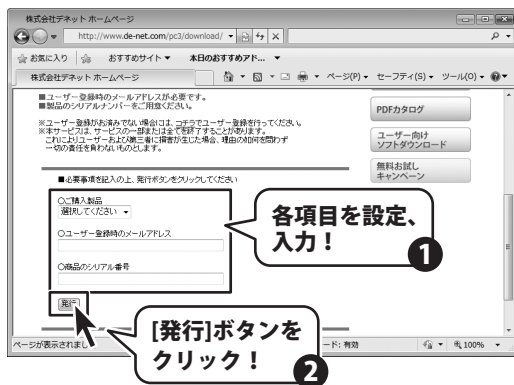 株式会社デネット ホームページ
http://www.de-net.com/pc3/download/
お気に入り おすすめサイト ▼ 本日のおすすめアド... ▼
株式会社デネット ホームページ
ページ(P) ▼ セーフティ(S) ▼ ツール(O) ▼
■ユーザー登録時のメールアドレスが必要です。
■製品のシリアルナンバーをご用意ください。
※ユーザー登録がお済みでない場合には、コチラでユーザー登録を行ってください。
※本サービスは、サービスの一部または全てを終了することがあります。
これによりユーザーおよび第三者に損害が生じた場合、理由の如何を問わず
一切の責任を負わないものとします。
PDFカタログ
ユーザー向け
ソフトダウンロード
無料お試し
キャンペーン
■必要事項を記入の上、発行ボタンをクリックしてください
○ご購入製品
選択してください ▼
○ユーザー登録時のメールアドレス
○商品のシリアル番号
発行
各項目を設定、
入力！
1
[発行]ボタンを
クリック！
2
ページが表示されまし
ード: 有効
100%